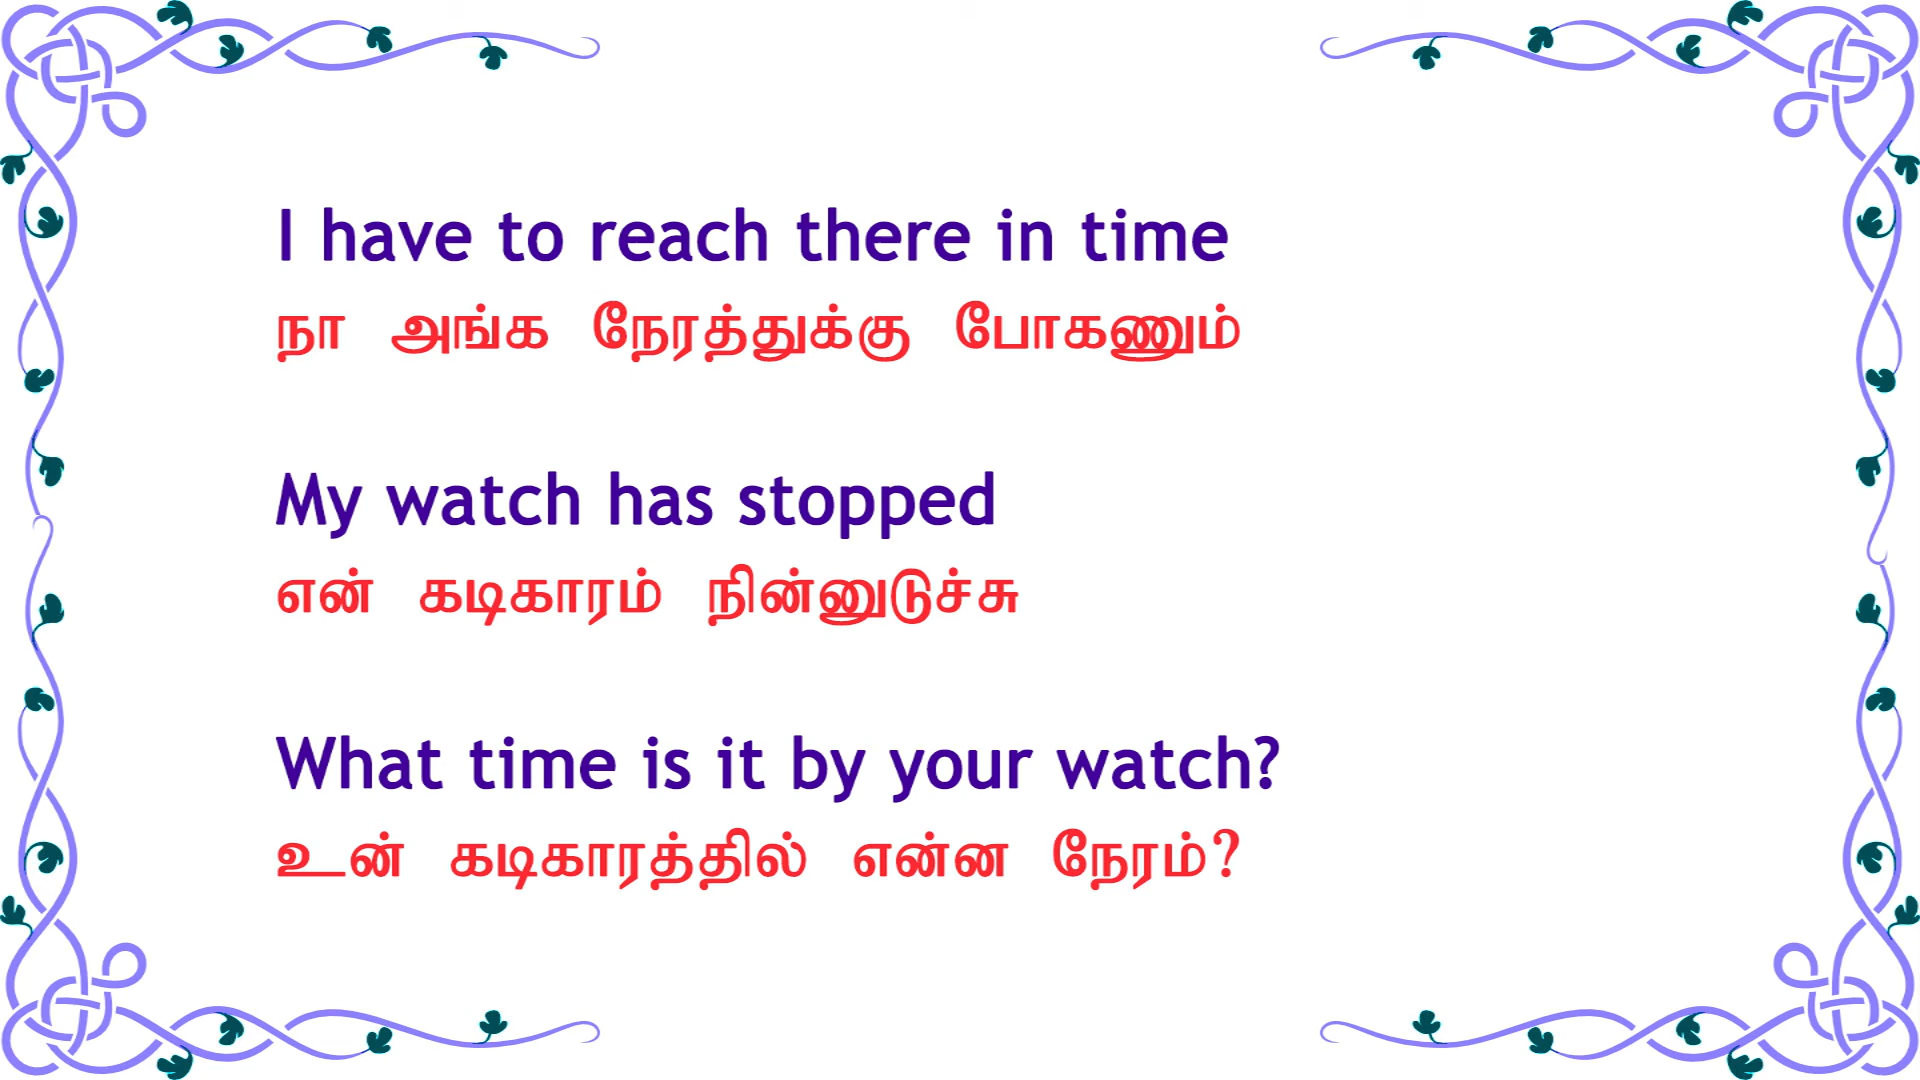 I have to reach there in time
நா அங்க நேரத்துக்கு போகணும்
My watch has stopped
என் கடிகாரம் நின்னுடுச்சு
What time is it by your watch?
உன் கடிகாரத்தில் என்ன நேரம்?